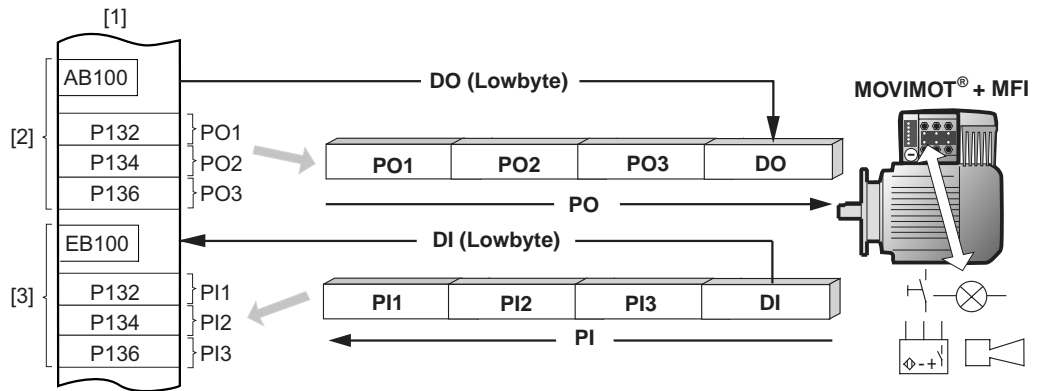 [1]
AB100
DO (Lowbyte)
MOVIMOT® + MFI
[2]
P132 PO1
P134 PO2
P136 PO3
PO1 PO2 PO3 DO
PO
EB100
DI (Lowbyte)
[3]
P132 PI1
P134 PI2
P136 PI3
PI1 PI2 PI3 DI
PI
- +